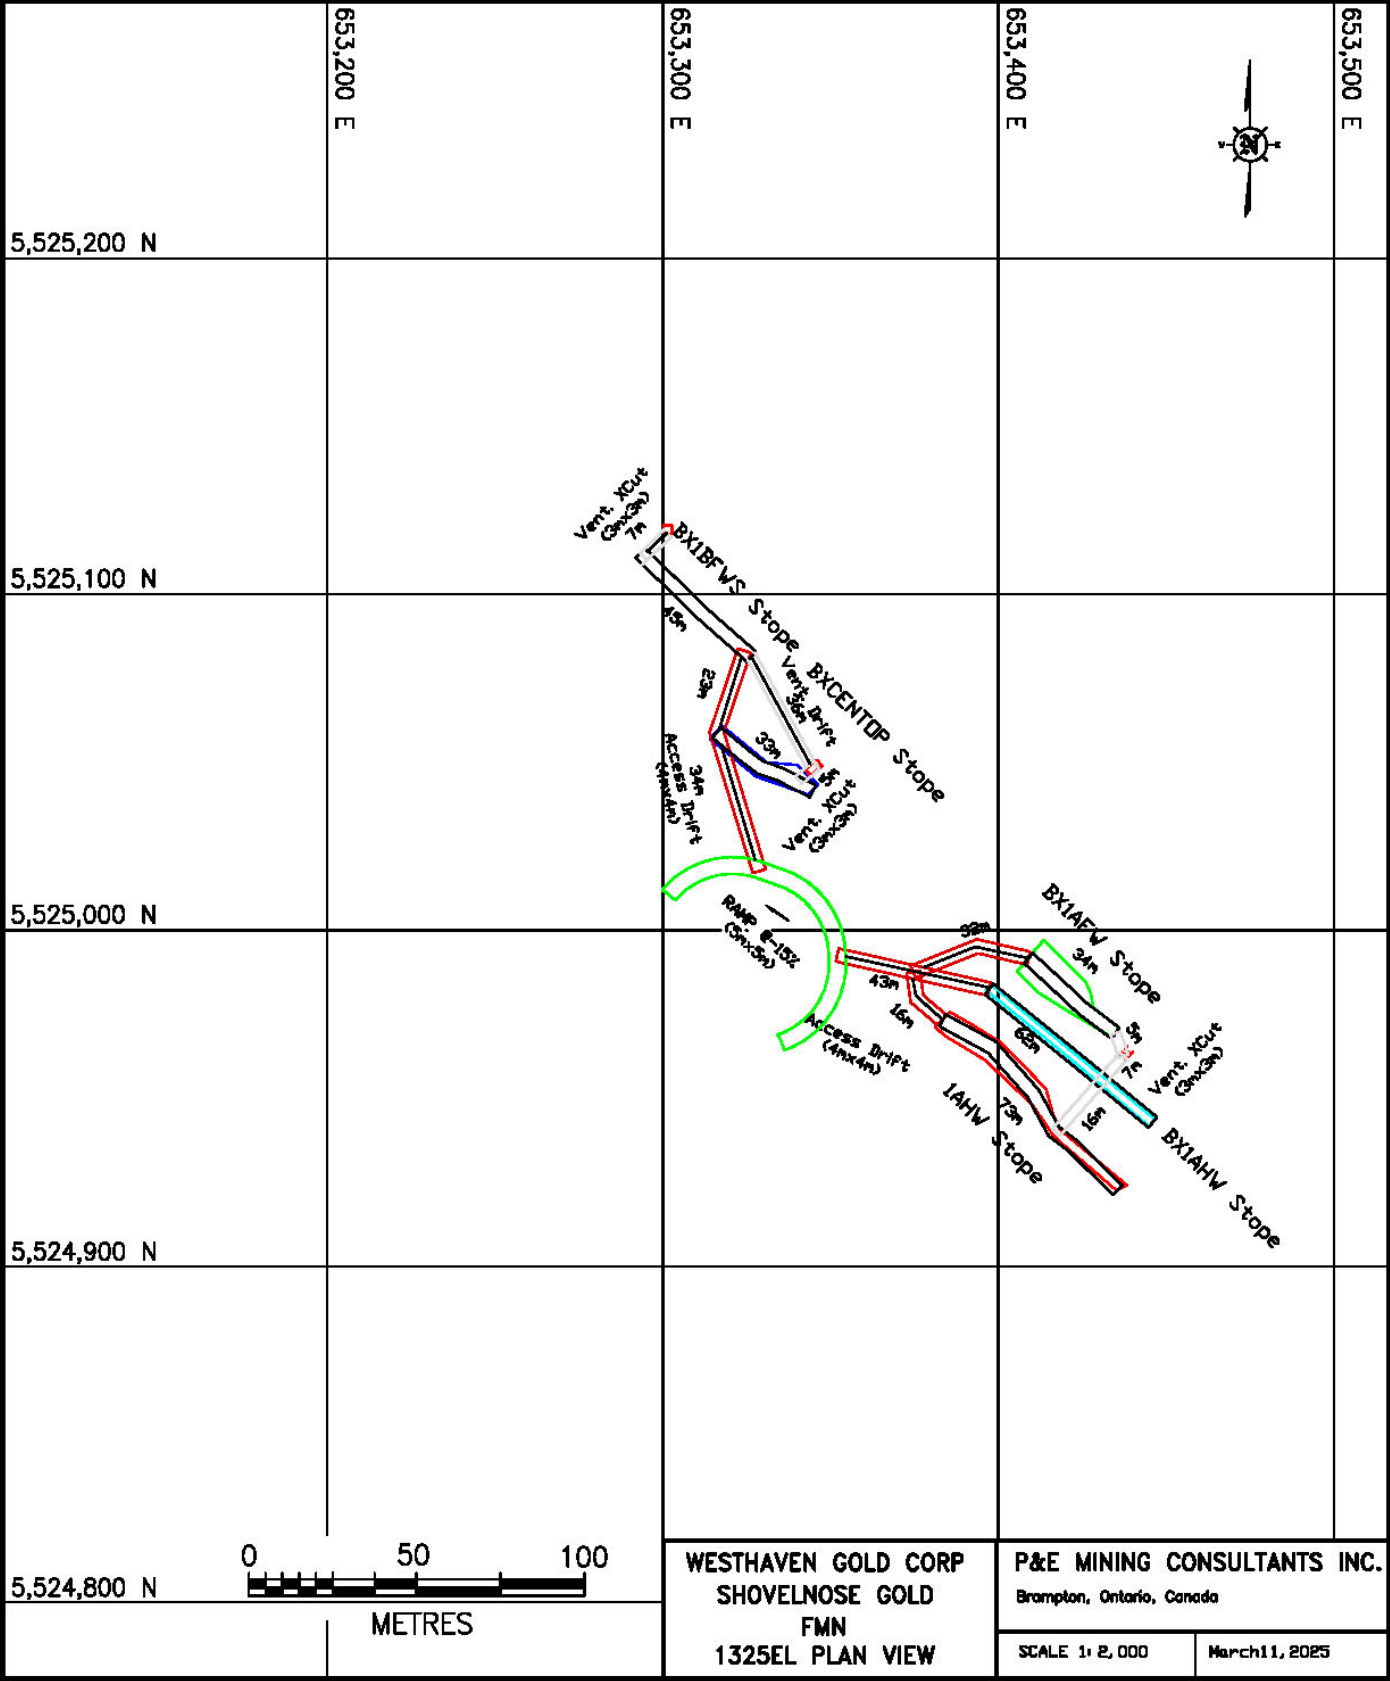 653,200 E
653,300 E
653,400 E
653,500 E
N
5,525,200 N
Vent. XCut
(3mx3m)
7m
BX1BFWS Stope
5,525,100 N
45m
23m
Vent. Drift
36m
BXCENTOP Stope
33m
5m
Vent. XCut
(3mx3m)
34m
Access Drift
(4mx4m)
5,525,000 N
RAMP @-15%
(5mx5m)
32m
BX1AFW Stope
34m
43m
16m
62m
5m
7m
Vent. XCut
(3mx3m)
Access Drift
(4mx4m)
1AHW Stope
73m
16m
BX1AHW Stope
5,524,900 N
5,524,800 N
0 50 100
METRES
WESTHAVEN GOLD CORP
SHOVELNOSE GOLD
FMN
1325EL PLAN VIEW
P&E MINING CONSULTANTS INC.
Brampton, Ontario, Canada
SCALE 1:2,000
March11,2025